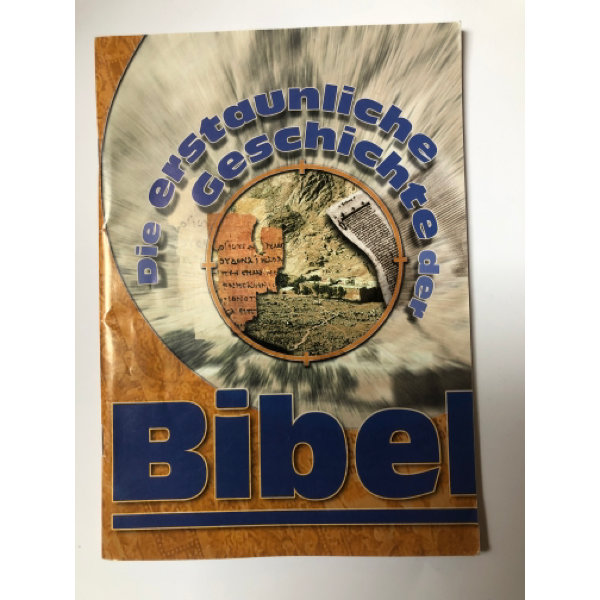 Die erstaunliche
Geschichte der
Bibel